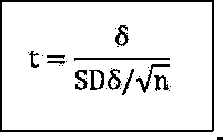 t = δ / SDδ/√n